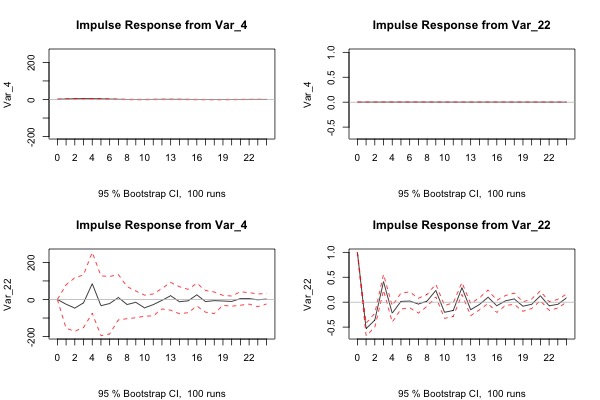 Impulse Response from Var_4
Var_4
200
0
-200
0 2 4 6 8 10 13 16 19 22
95 % Bootstrap CI, 100 runs
Impulse Response from Var_22
Var_4
1.0
0.5
0.0
-0.5
0 2 4 6 8 10 13 16 19 22
95 % Bootstrap CI, 100 runs
Impulse Response from Var_4
Var_22
200
0
-200
0 2 4 6 8 10 13 16 19 22
95 % Bootstrap CI, 100 runs
Impulse Response from Var_22
Var_22
1.0
0.5
0.0
-0.5
0 2 4 6 8 10 13 16 19 22
95 % Bootstrap CI, 100 runs